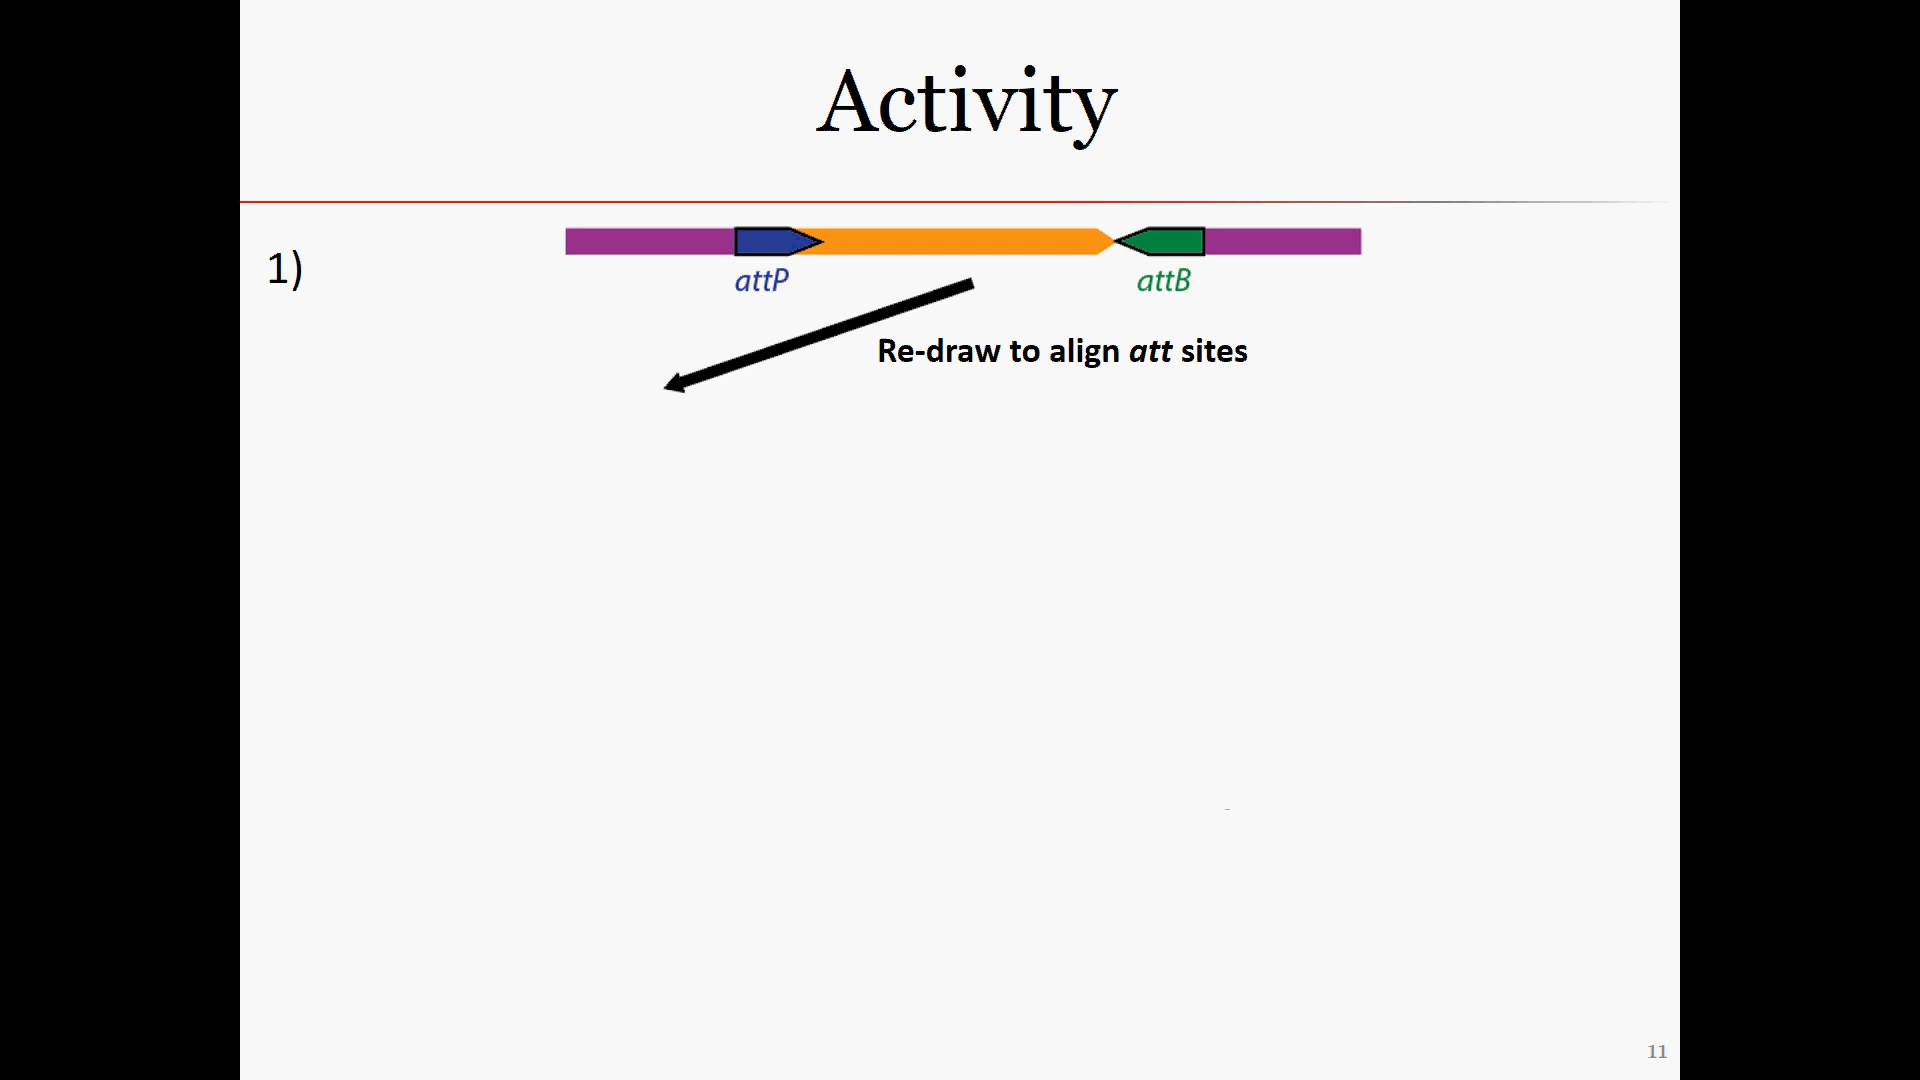 Activity
1)
attP
attB
Re-draw to align att sites
11